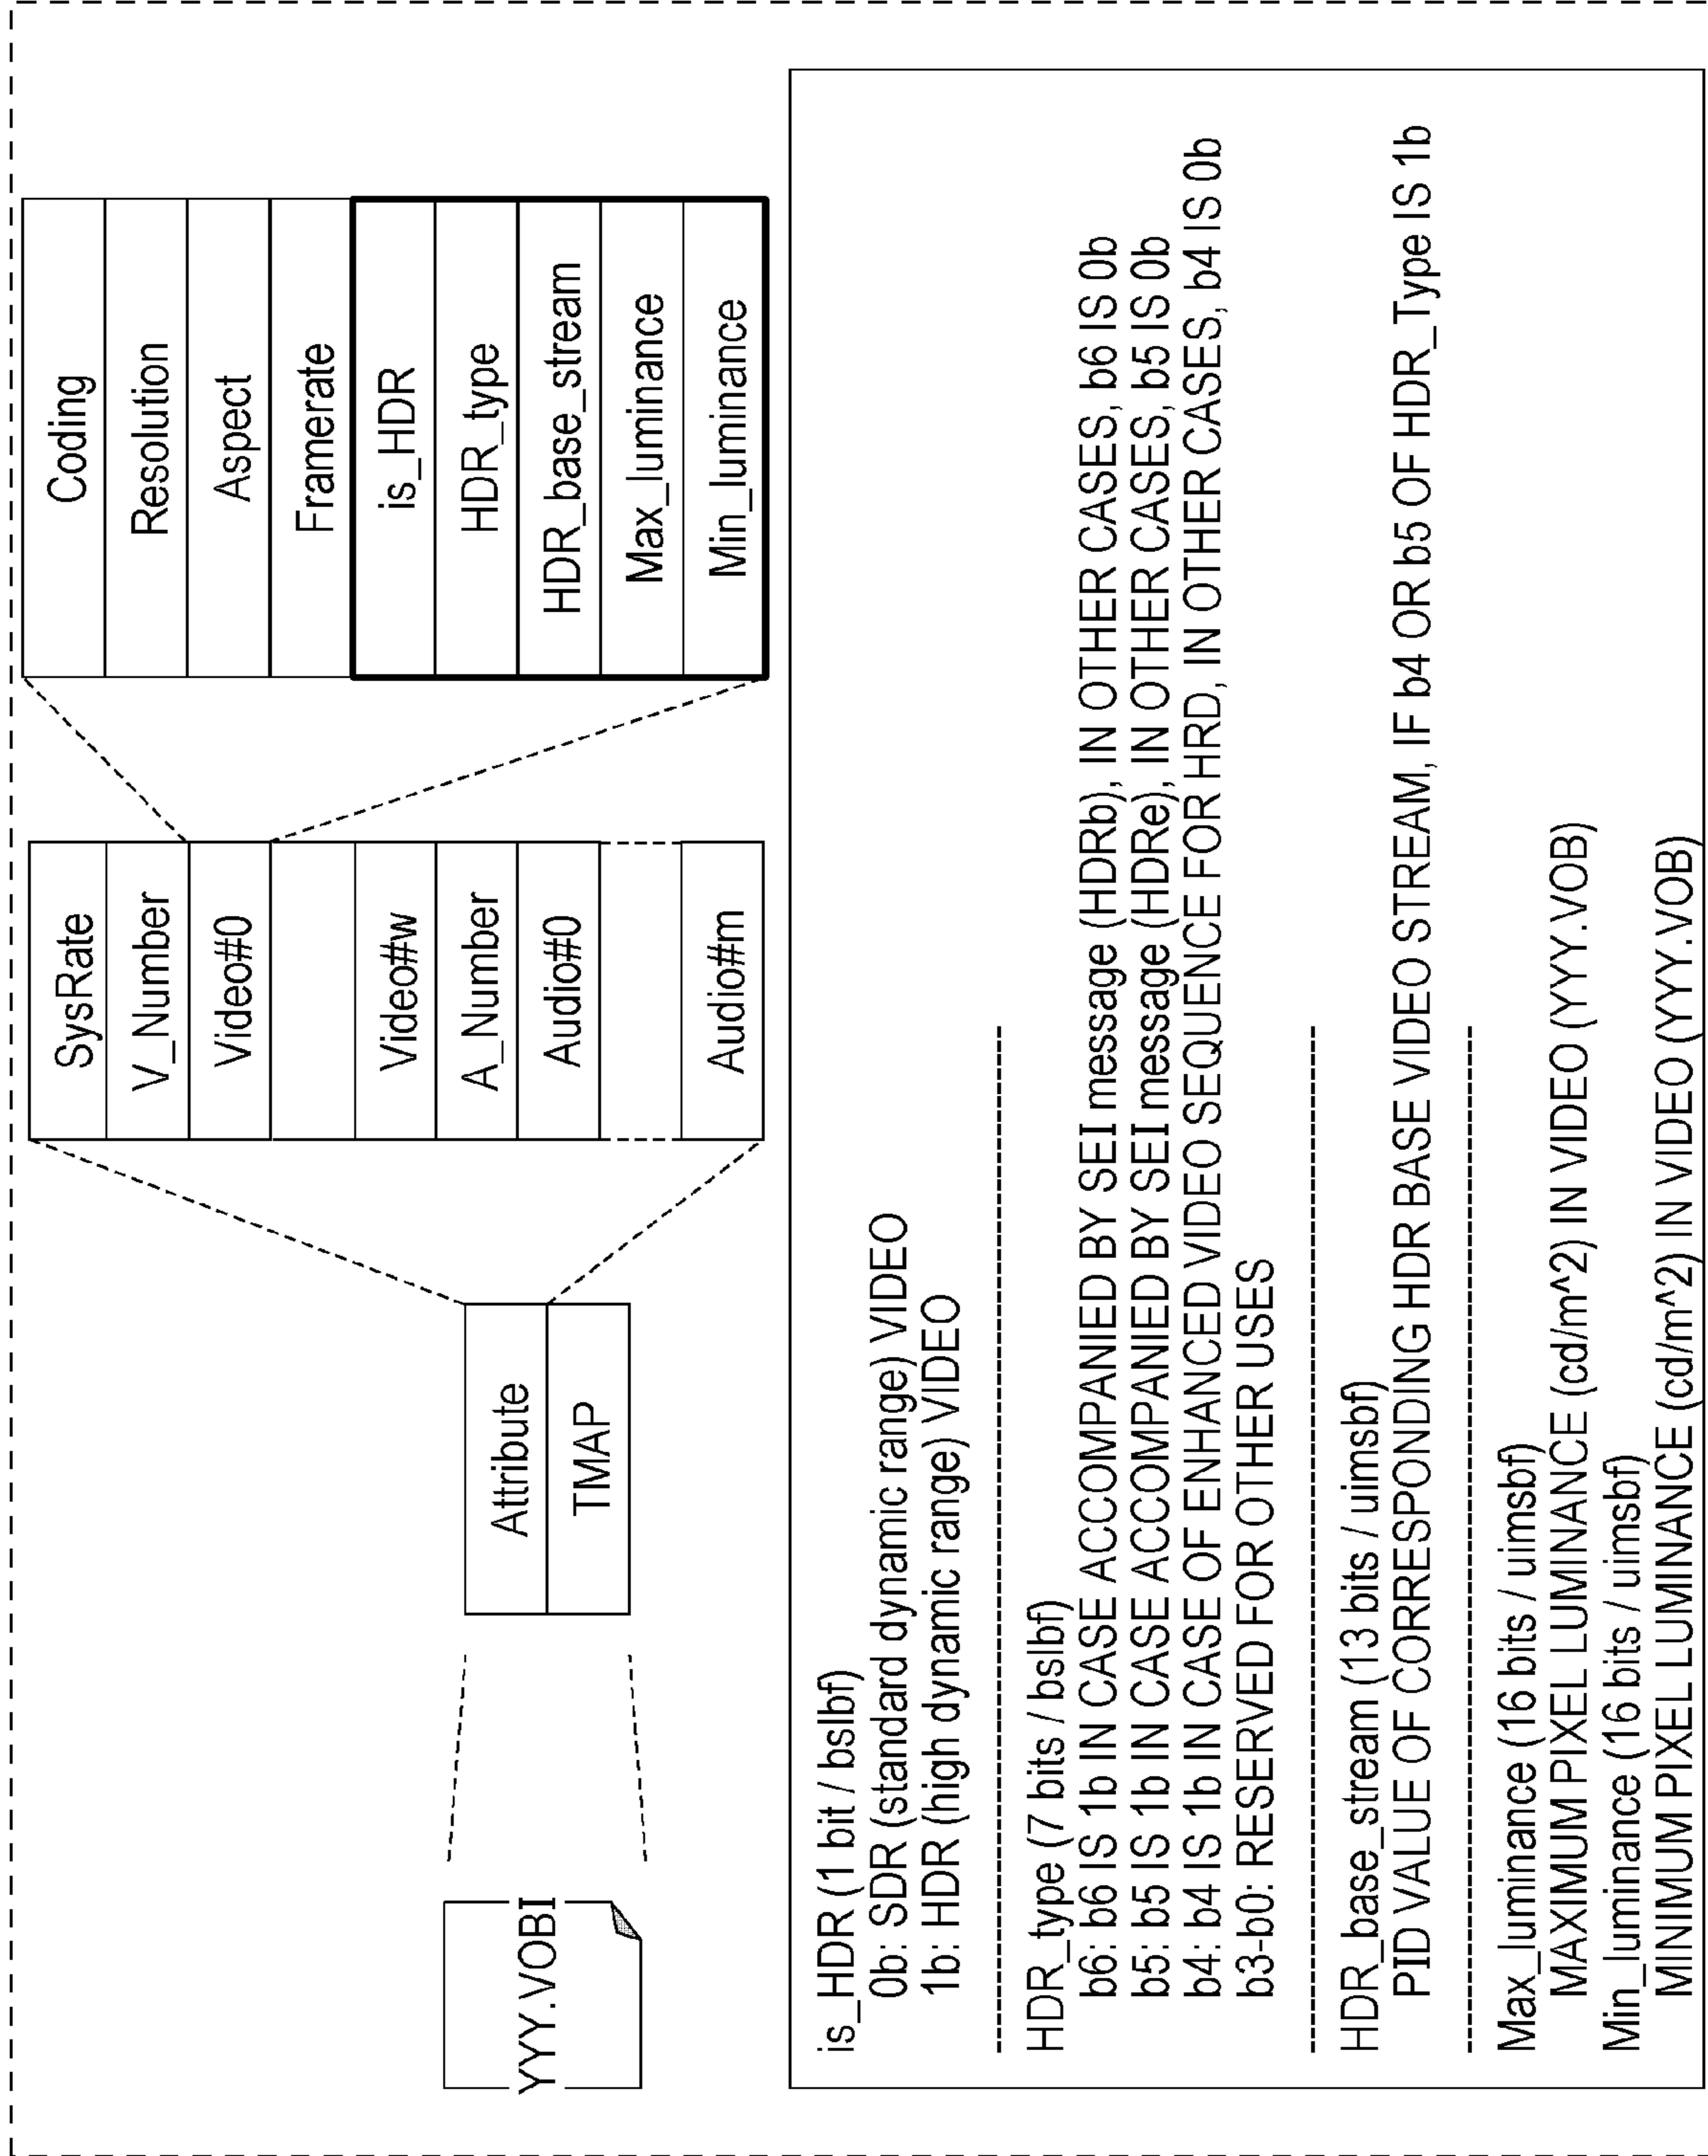 YYY.VOBI
Attribute
TMAP
SysRate
V_Number
Video#0
Video#w
A_Number
Audio#0
Audio#m
Coding
Resolution
Aspect
Framerate
is_HDR
HDR_type
HDR_base_stream
Max_luminance
Min_luminance
is_HDR (1 bit / bslbf)
0b: SDR (standard dynamic range) VIDEO
1b: HDR (high dynamic range) VIDEO
HDR_type (7 bits / bslbf)
b6: b6 IS 1b IN CASE ACCOMPANIED BY SEI message (HDRb), IN OTHER CASES, b6 IS 0b
b5: b5 IS 1b IN CASE ACCOMPANIED BY SEI message (HDRe), IN OTHER CASES, b5 IS 0b
b4: b4 IS 1b IN CASE OF ENHANCED VIDEO SEQUENCE FOR HRD, IN OTHER CASES, b4 IS 0b
b3-b0: RESERVED FOR OTHER USES
HDR_base_stream (13 bits / uimsbf)
PID VALUE OF CORRESPONDING HDR BASE VIDEO STREAM, IF b4 OR b5 OF HDR_Type IS 1b
Max_luminance (16 bits / uimsbf)
MAXIMUM PIXEL LUMINANCE (cd/m^2) IN VIDEO (YYY.VOB)
Min_luminance (16 bits / uimsbf)
MINIMUM PIXEL LUMINANCE (cd/m^2) IN VIDEO (YYY.VOB)